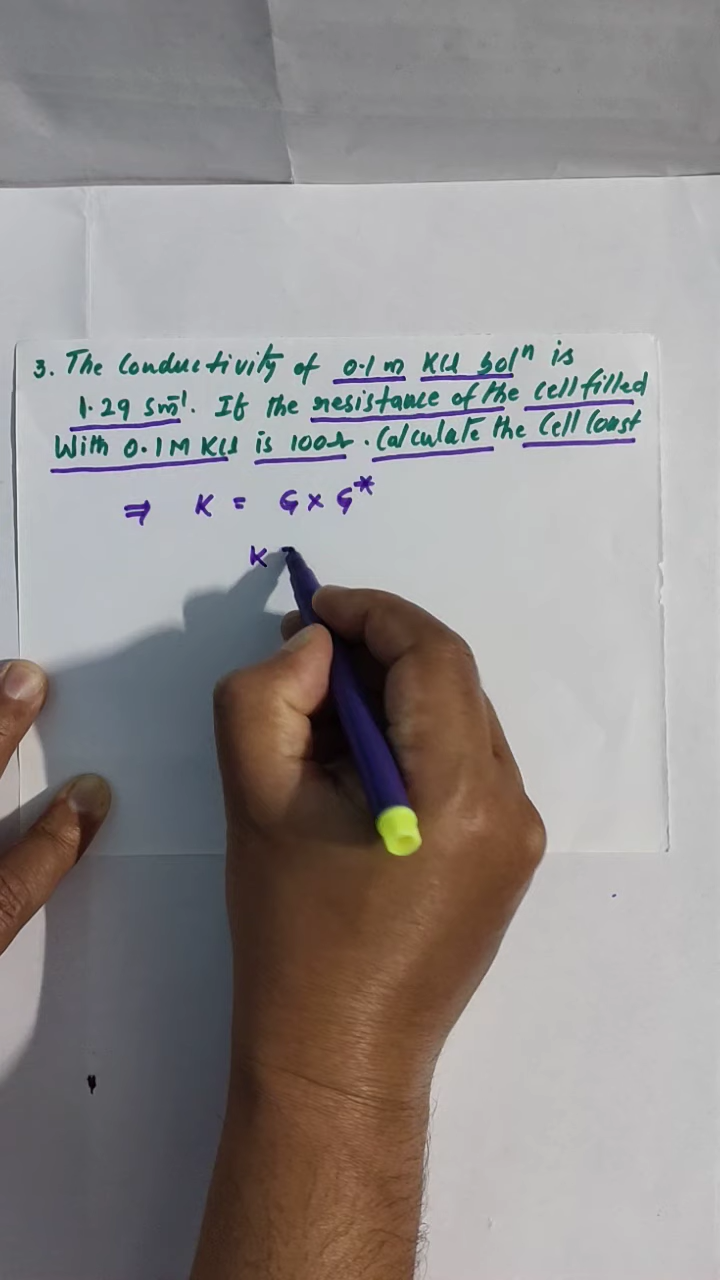 3. The Conductivity of 0.1 m KCl Solⁿ is
1.29 Sm⁻¹. If the resistance of the cell filled
With 0.1M KCl is 100Ω. Calculate the Cell Const
⇒ K = G × G*
K